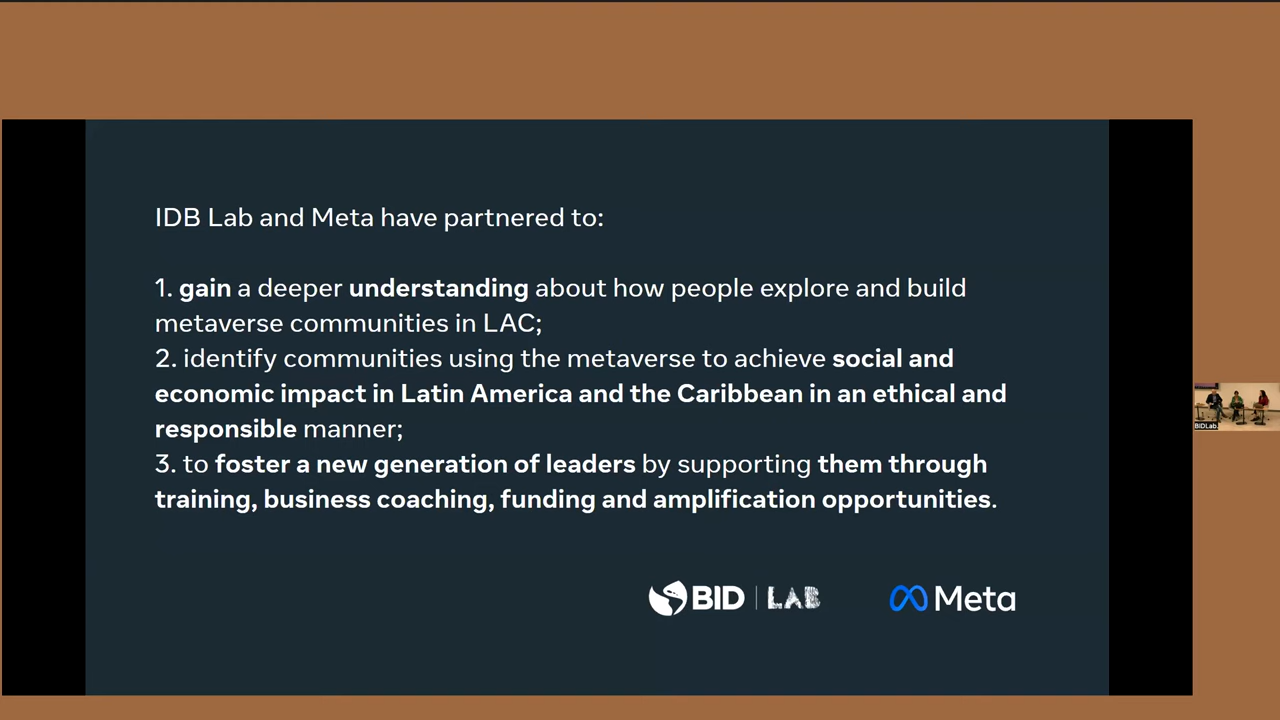 IDB Lab and Meta have partnered to:
1. gain a deeper understanding about how people explore and build
metaverse communities in LAC;
2. identify communities using the metaverse to achieve social and
economic impact in Latin America and the Caribbean in an ethical and
responsible manner;
3. to foster a new generation of leaders by supporting them through
training, business coaching, funding and amplification opportunities.
BID | LAB
Meta
BIDLab